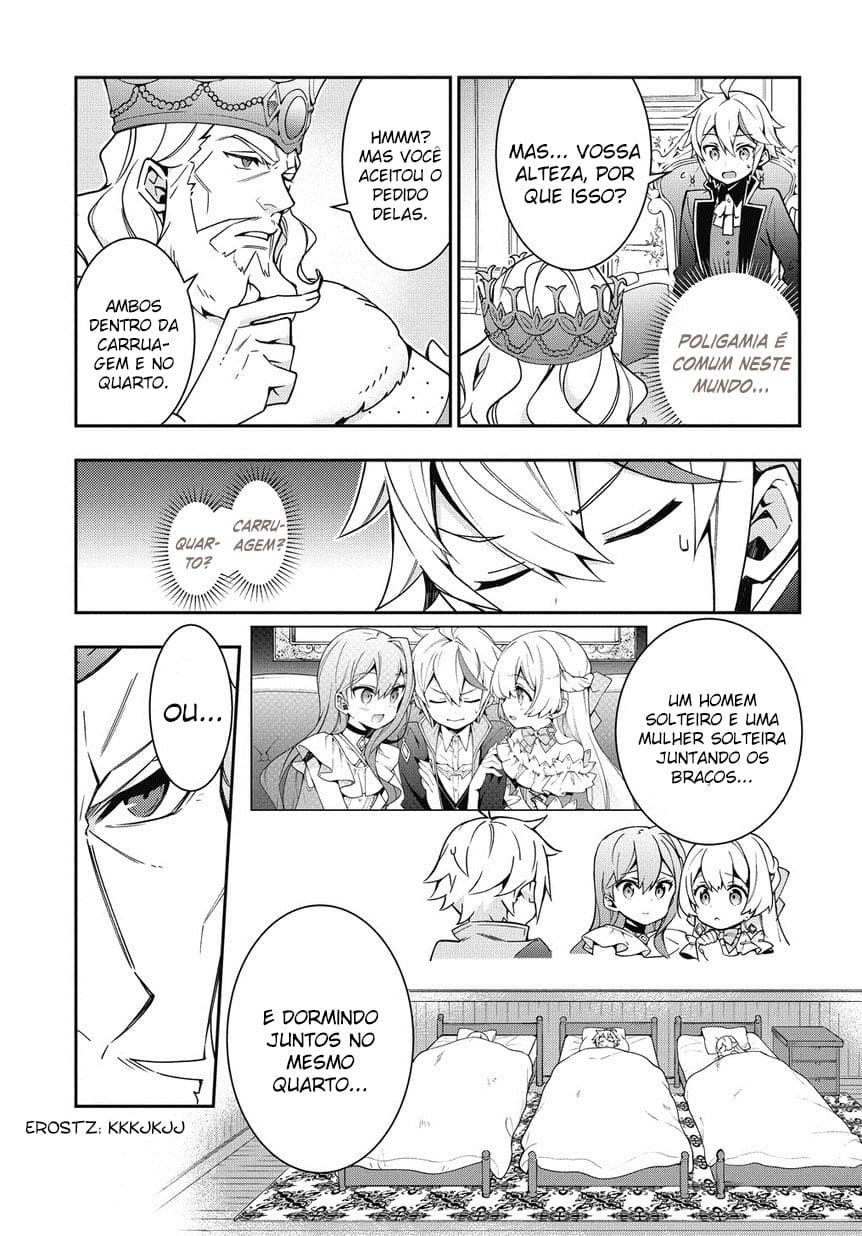 MAS... VOSSA
ALTEZA, POR
QUE ISSO?
POLIGAMIA É
COMUM NESTE
MUNDO...
HMMM?
MAS VOCÊ
ACEITOU O
PEDIDO
DELAS.
AMBOS
DENTRO DA
CARRUA-
GEM E NO
QUARTO.
CARRU-
AGEM?
QUAR-
TO?
UM HOMEM
SOLTEIRO E UMA
MULHER SOLTEIRA
JUNTANDO OS
BRAÇOS...
OU...
E DORMINDO
JUNTOS NO
MESMO
QUARTO...
EROSTZ: KKKJKJJ